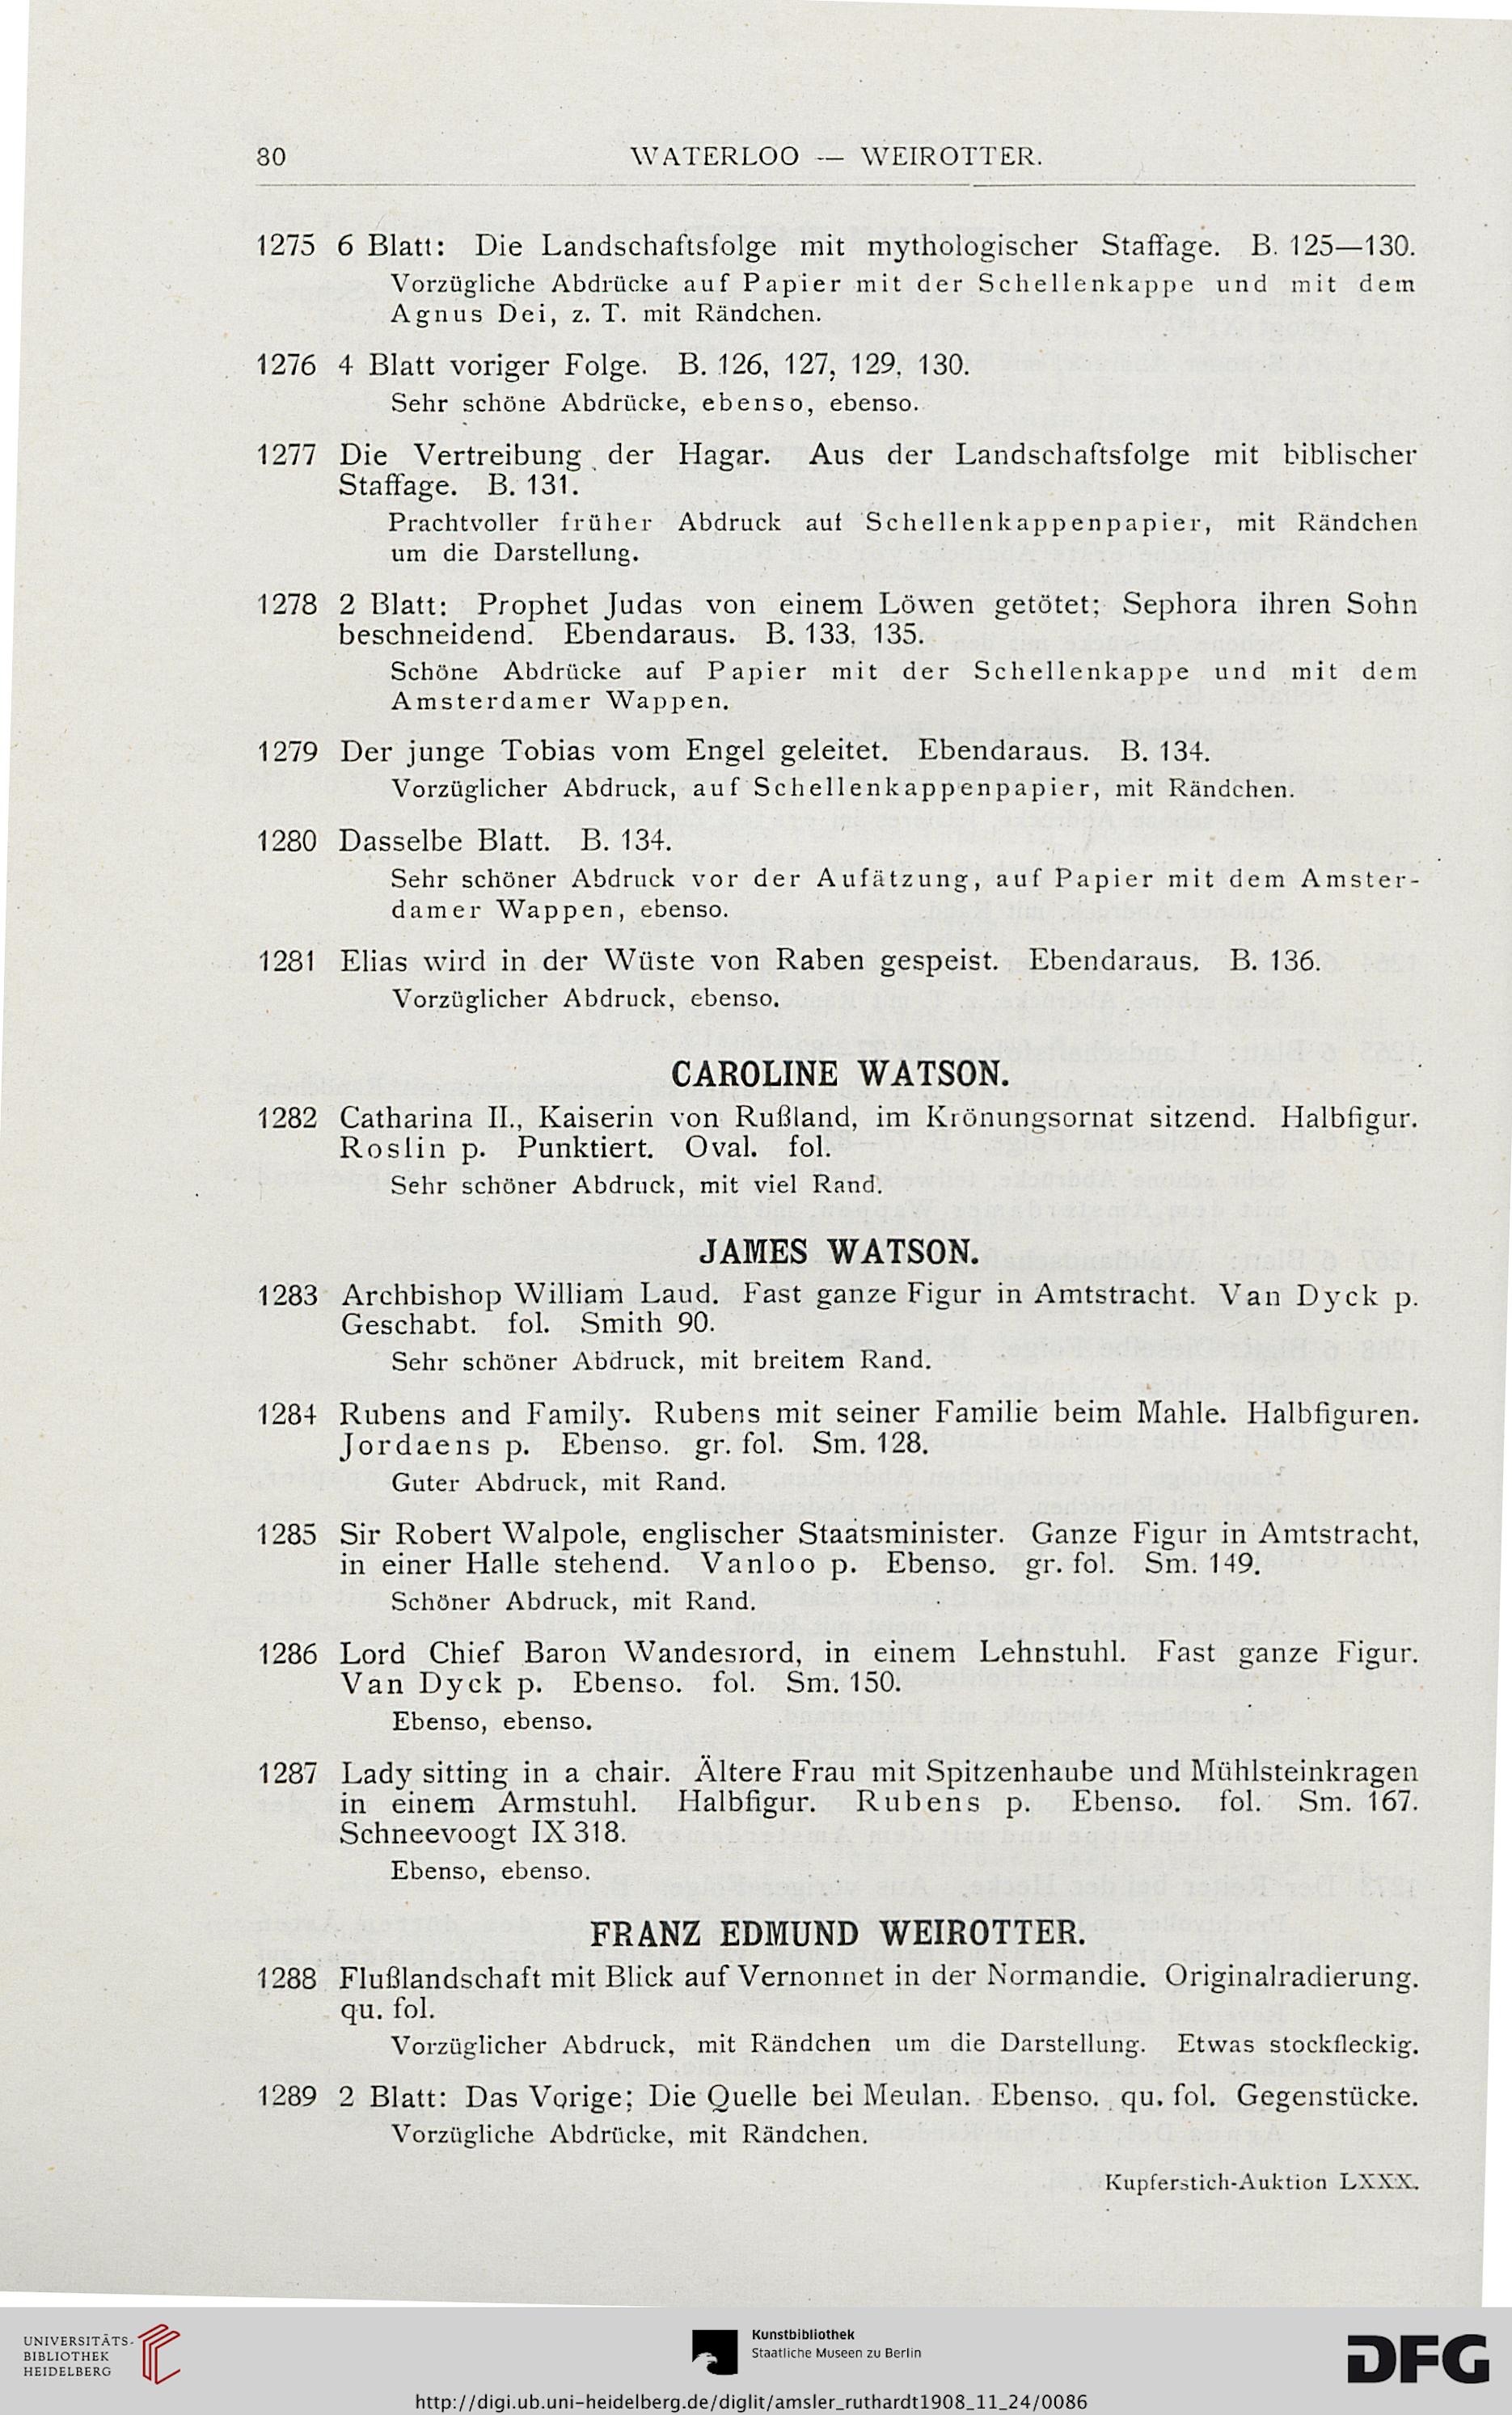 80 WATERLOO — WEIROTTER.
1275 6 Blatt: Die Landschaftsfolge mit mythologischer Staffage. B. 125—130.
Vorzügliche Abdrücke auf Papier mit der Schellenkappe und mit dem
Agnus Dei, z. T. mit Rändchen.
1276 4 Blatt voriger Folge. B. 126, 127, 129, 130.
Sehr schöne Abdrücke, ebenso, ebenso.
1277 Die Vertreibung der Hagar. Aus der Landschaftsfolge mit biblischer
Staffage. B. 131.
Prachtvoller früher Abdruck auf Schellenkappenpapier, mit Rändchen
um die Darstellung.
1278 2 Blatt: Prophet Judas von einem Löwen getötet; Sephora ihren Sohn
beschneidend. Ebendaraus. B. 133, 135.
Schöne Abdrücke auf Papier mit der Schellenkappe und mit dem
Amsterdamer Wappen.
1279 Der junge Tobias vom Engel geleitet. Ebendaraus. B. 134.
Vorzüglicher Abdruck, auf Schellenkappenpapier, mit Rändchen.
1280 Dasselbe Blatt. B. 134.
Sehr schöner Abdruck vor der Aufätzung, auf Papier mit dem Amster-
damer Wappen, ebenso.
1281 Elias wird in der Wüste von Raben gespeist. Ebendaraus. B. 136.
Vorzüglicher Abdruck, ebenso.
CAROLINE WATSON.
1282 Catharina II., Kaiserin von Rußland, im Krönungsornat sitzend. Halbfigur.
Roslin p. Punktiert. Oval. fol.
Sehr schöner Abdruck, mit viel Rand.
JAMES WATSON.
1283 Archbishop William Laud. Fast ganze Figur in Amtstracht. Van Dyck p.
Geschabt. fol. Smith 90.
Sehr schöner Abdruck, mit breitem Rand.
1284 Rubens and Family. Rubens mit seiner Familie beim Mahle. Halbfiguren.
Jordaens p. Ebenso. gr. fol. Sm. 128.
Guter Abdruck, mit Rand.
1285 Sir Robert Walpole, englischer Staatsminister. Ganze Figur in Amtstracht,
in einer Halle stehend. Vanloo p. Ebenso. gr. fol. Sm. 149.
Schöner Abdruck, mit Rand.
1286 Lord Chief Baron Wandesford, in einem Lehnstuhl. Fast ganze Figur.
Van Dyck p. Ebenso. fol. Sm. 150.
Ebenso, ebenso.
1287 Lady sitting in a chair. Ältere Frau mit Spitzenhaube und Mühlsteinkragen
in einem Armstuhl. Halbfigur. Rubens p. Ebenso. fol. Sm. 167.
Schneevoogt IX 318.
Ebenso, ebenso.
FRANZ EDMUND WEIROTTER.
1288 Flußlandschaft mit Blick auf Vernonnet in der Normandie. Originalradierung.
qu. fol.
Vorzüglicher Abdruck, mit Rändchen um die Darstellung. Etwas stockfleckig.
1289 2 Blatt: Das Vorige; Die Quelle bei Meulan. Ebenso. qu. fol. Gegenstücke.
Vorzügliche Abdrücke, mit Rändchen.
Kupferstich-Auktion LXXX.
UNIVERSITÄTS-
BIBLIOTHEK
HEIDELBERG
Kunstbibliothek
Staatliche Museen zu Berlin
DFG
http://digi.ub.uni-heidelberg.de/diglit/amsler_ruthardt1908_11_24/0086